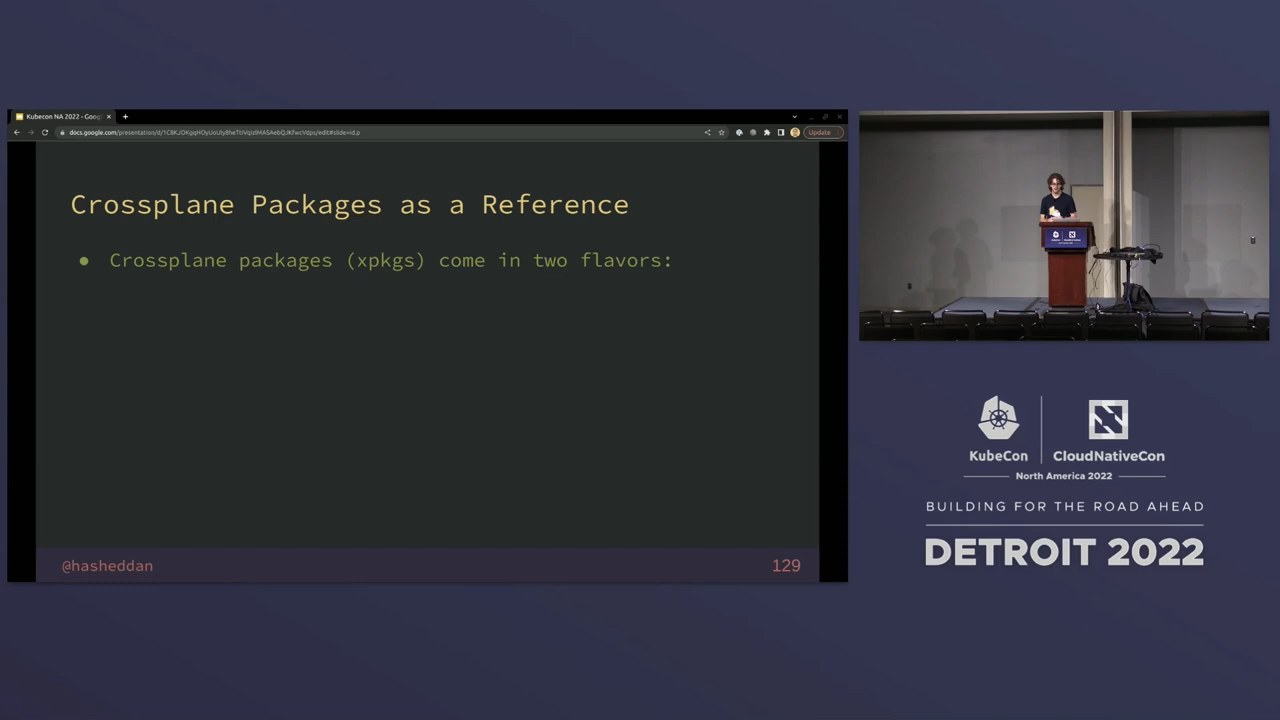 Kubecon NA 2022 - Goog
Update
Crossplane Packages as a Reference
● Crossplane packages (xpkgs) come in two flavors:
@hasheddan
129
KubeCon
CloudNativeCon
North America 2022
BUILDING FOR THE ROAD AHEAD
DETROIT 2022